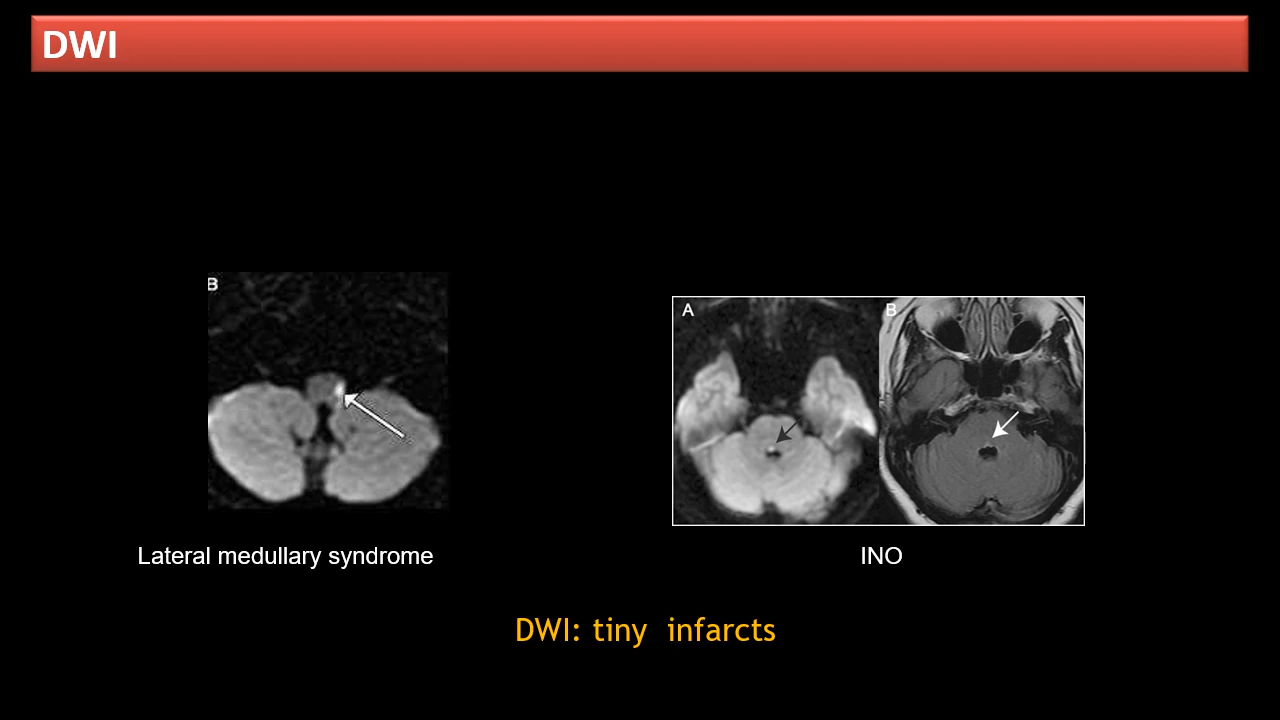 DWI
B
A
B
Lateral medullary syndrome
INO
DWI: tiny infarcts